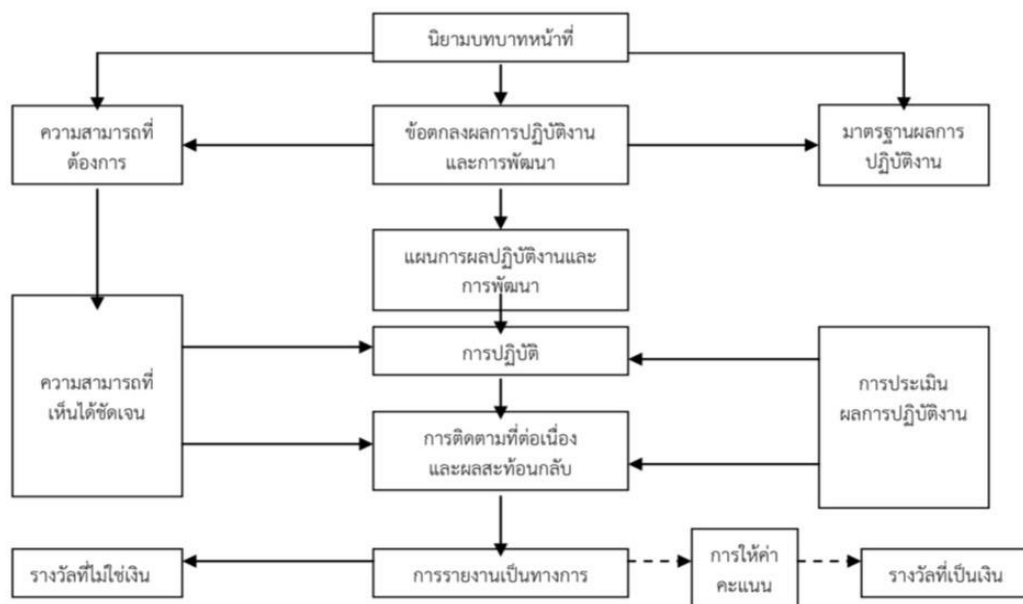 นิยามบทบาทหน้าที่
ความสามารถที่
ต้องการ
ข้อตกลงผลการปฏิบัติงาน
และการพัฒนา
มาตรฐานผลการ
ปฏิบัติงาน
แผนการผลปฏิบัติงานและ
การพัฒนา
การปฏิบัติ
ความสามารถที่
เห็นได้ชัดเจน
การประเมิน
ผลการปฏิบัติงาน
การติดตามที่ต่อเนื่อง
และผลสะท้อนกลับ
รางวัลที่ไม่ใช่เงิน
การรายงานเป็นทางการ
การให้ค่า
คะแนน
รางวัลที่เป็นเงิน